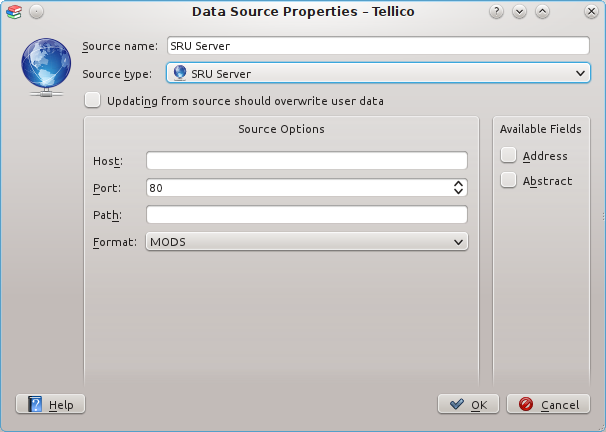 Data Source Properties – Tellico
Source name: SRU Server
Source type: SRU Server
Updating from source should overwrite user data
Source Options
Available Fields
Host:
Port: 80
Path:
Format: MODS
Address
Abstract
Help
OK
Cancel